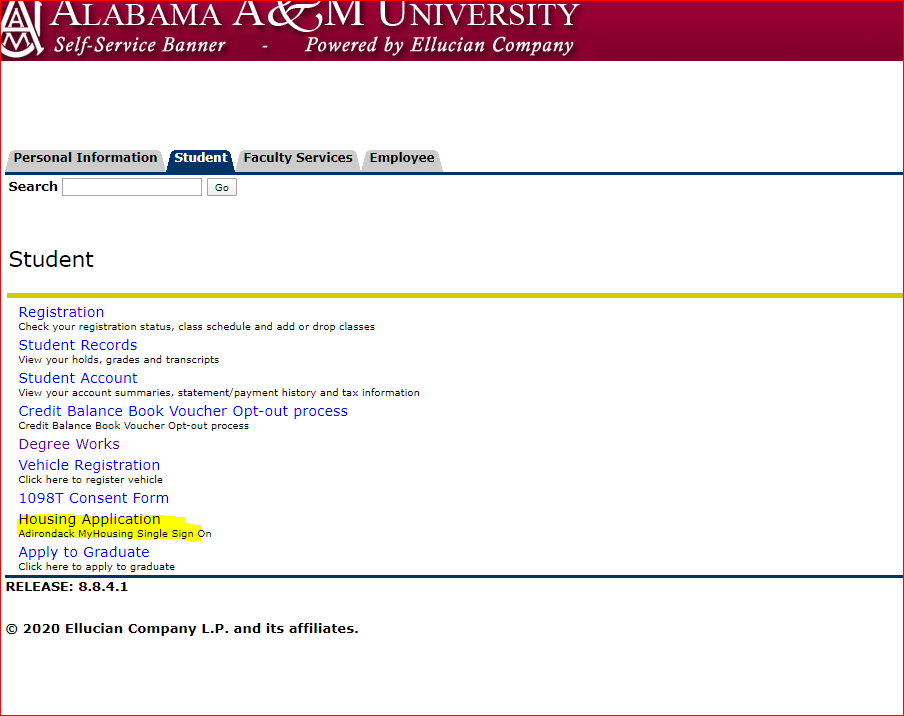 AAMU
ALABAMA A&M UNIVERSITY
Self-Service Banner - Powered by Ellucian Company
Personal Information Student Faculty Services Employee
Search Go
Student
Registration
Check your registration status, class schedule and add or drop classes
Student Records
View your holds, grades and transcripts
Student Account
View your account summaries, statement/payment history and tax information
Credit Balance Book Voucher Opt-out process
Credit Balance Book Voucher Opt-out process
Degree Works
Vehicle Registration
Click here to register vehicle
1098T Consent Form
Housing Application
Adirondack MyHousing Single Sign On
Apply to Graduate
Click here to apply to graduate
RELEASE: 8.8.4.1
© 2020 Ellucian Company L.P. and its affiliates.